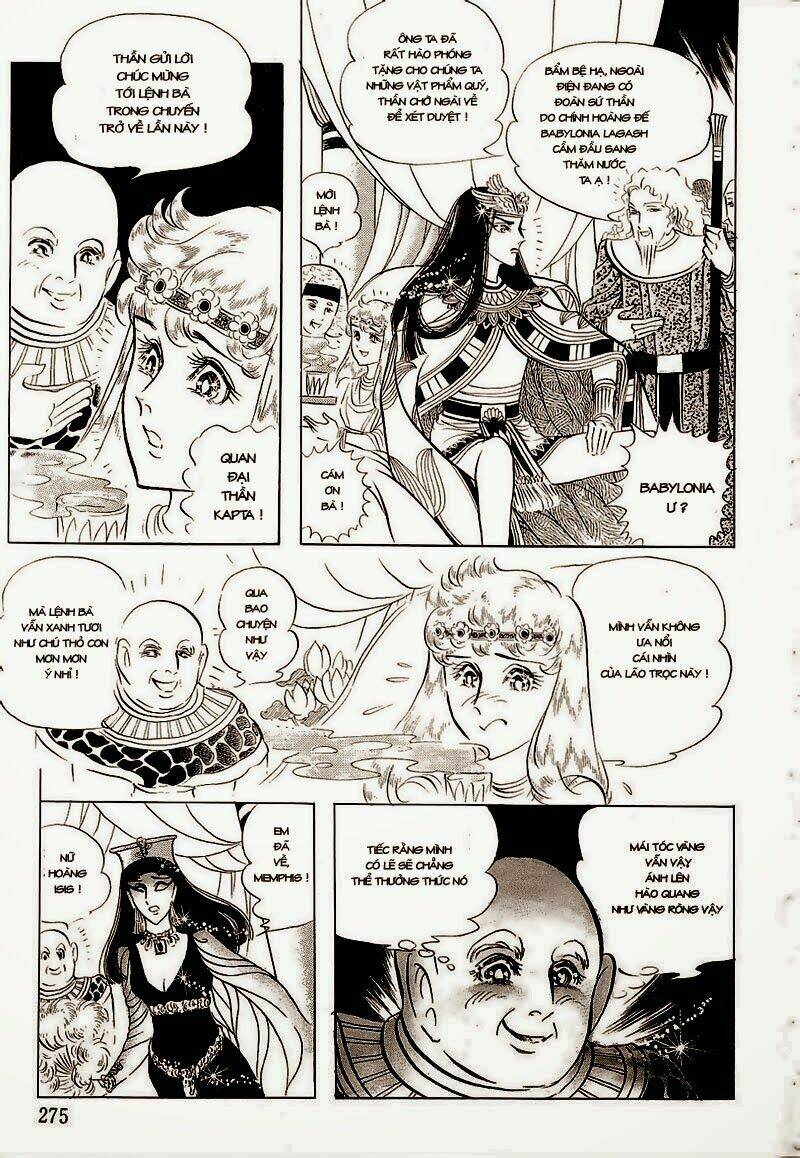 BẨM BỆ HẠ, NGOÀI
ĐIỆN ĐANG CÓ
ĐOÀN SỨ THẦN
DO CHÍNH HOÀNG ĐẾ
BABYLONIA LAGASH
CẦM ĐẦU SANG
THĂM NƯỚC
TA Ạ !
ÔNG TA ĐÃ
RẤT HÀO PHÓNG
TẶNG CHO CHÚNG TA
NHỮNG VẬT PHẨM QUÝ,
THẦN CHỜ NGÀI VỀ
ĐỂ XÉT DUYỆT !
MỜI
LỆNH
BÀ !
CÁM
ƠN
BÀ !
BABYLONIA
Ư ?
THẦN GỬI LỜI
CHÚC MỪNG
TỚI LỆNH BÀ
TRONG CHUYẾN
TRỞ VỀ LẦN NÀY !
QUAN
ĐẠI
THẦN
KAPTA !
MÌNH VẪN KHÔNG
ƯA NỔI
CÁI NHÌN
CỦA LÃO TRỌC NÀY !
QUA
BAO
CHUYỆN
NHƯ
VẬY
MÀ LỆNH BÀ
VẪN XANH TƯƠI
NHƯ CHÚ THỎ CON
MƠN MƠN
Ý NHỈ !
MÁI TÓC VÀNG
VẪN VẬY
ÁNH LÊN
HÀO QUANG
NHƯ VÀNG RÒNG VẬY
TIẾC RẰNG MÌNH
CÓ LẼ SẼ CHẲNG
THỂ THƯỞNG THỨC NÓ
EM
ĐÃ
VỀ,
MEMPHIS !
NỮ
HOÀNG
ISIS !
275